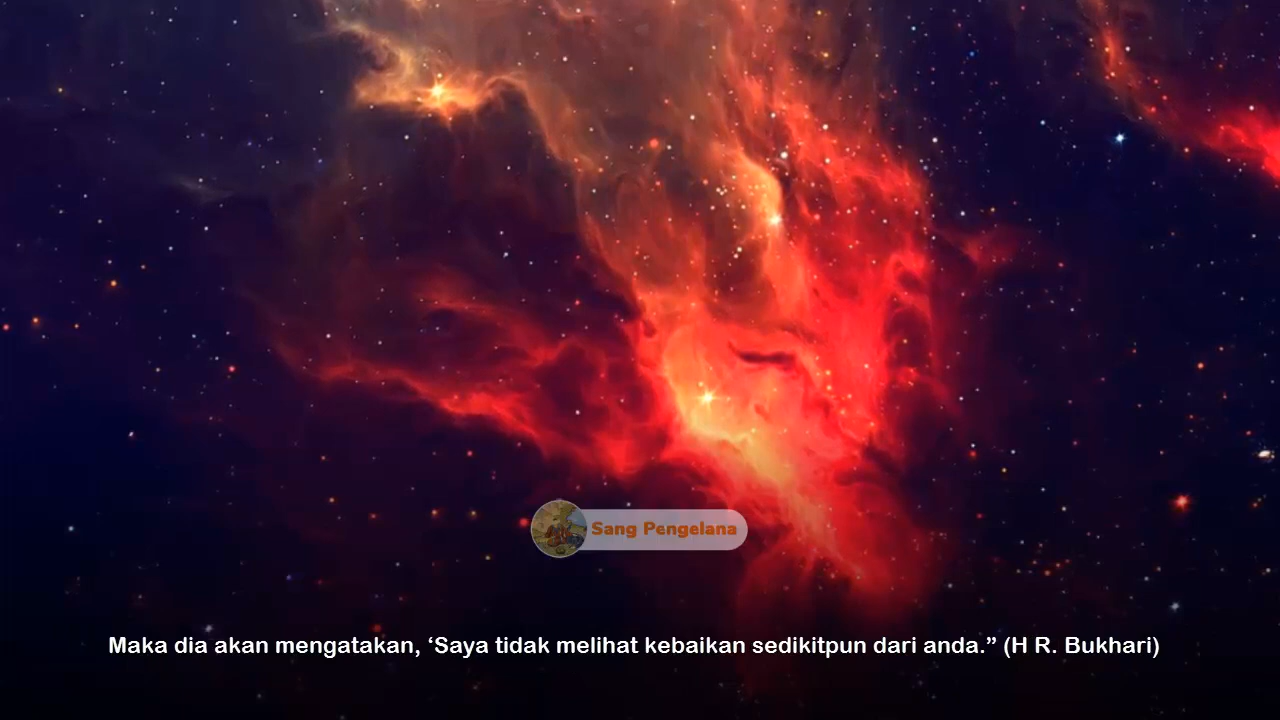 Sang Pengelana
Maka dia akan mengatakan, ‘Saya tidak melihat kebaikan sedikitpun dari anda.” (H R. Bukhari)